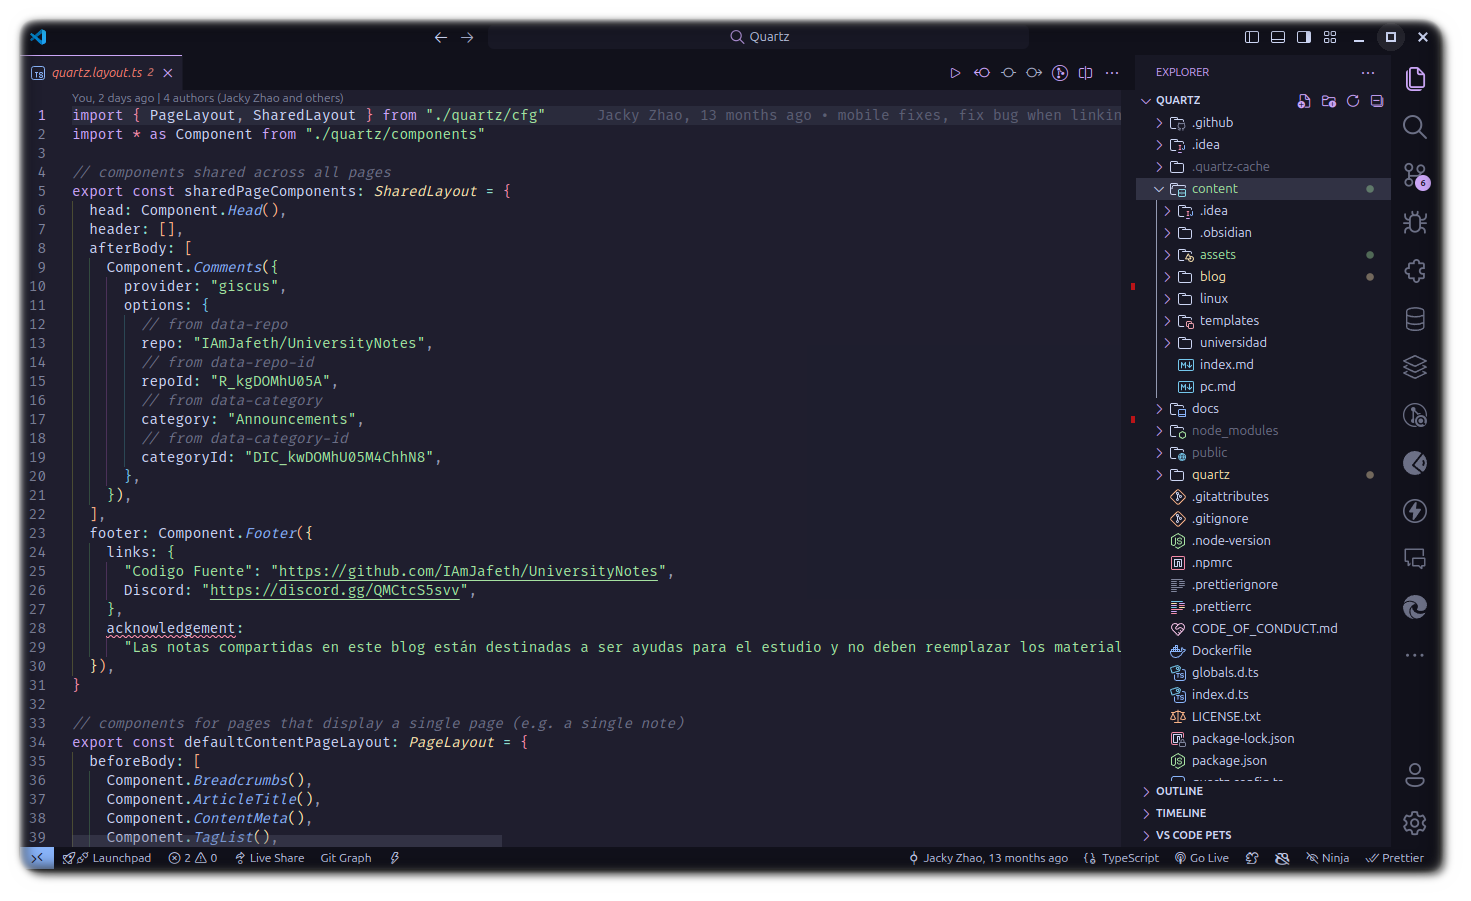 Quartz
TS quartz.layout.ts 2
You, 2 days ago | 4 authors (Jacky Zhao and others)
1 import { PageLayout, SharedLayout } from "./quartz/cfg" Jacky Zhao, 13 months ago • mobile fixes, fix bug when linkin
2 import * as Component from "./quartz/components"
3
4 // components shared across all pages
5 export const sharedPageComponents: SharedLayout = {
6 head: Component.Head(),
7 header: [],
8 afterBody: [
9 Component.Comments({
10 provider: "giscus",
11 options: {
12 // from data-repo
13 repo: "IAmJafeth/UniversityNotes",
14 // from data-repo-id
15 repoId: "R_kgDOMhU05A",
16 // from data-category
17 category: "Announcements",
18 // from data-category-id
19 categoryId: "DIC_kwDOMhU05M4ChhN8",
20 },
21 }),
22 ],
23 footer: Component.Footer({
24 links: {
25 "Codigo Fuente": "https://github.com/IAmJafeth/UniversityNotes",
26 Discord: "https://discord.gg/QMCtcS5svv",
27 },
28 acknowledgement:
29 "Las notas compartidas en este blog están destinadas a ser ayudas para el estudio y no deben reemplazar los material
30 }),
31 }
32
33 // components for pages that display a single page (e.g. a single note)
34 export const defaultContentPageLayout: PageLayout = {
35 beforeBody: [
36 Component.Breadcrumbs(),
37 Component.ArticleTitle(),
38 Component.ContentMeta(),
39 Component.TagList(),
EXPLORER
QUARTZ
.github
.idea
.quartz-cache
content
.idea
.obsidian
assets
blog
linux
templates
universidad
index.md
pc.md
docs
node_modules
public
quartz
.gitattributes
.gitignore
.node-version
.npmrc
.prettierignore
.prettierrc
CODE_OF_CONDUCT.md
Dockerfile
globals.d.ts
index.d.ts
LICENSE.txt
package-lock.json
package.json
OUTLINE
TIMELINE
VS CODE PETS
6
Launchpad 2 0 Live Share Git Graph Jacky Zhao, 13 months ago TypeScript Go Live Ninja Prettier